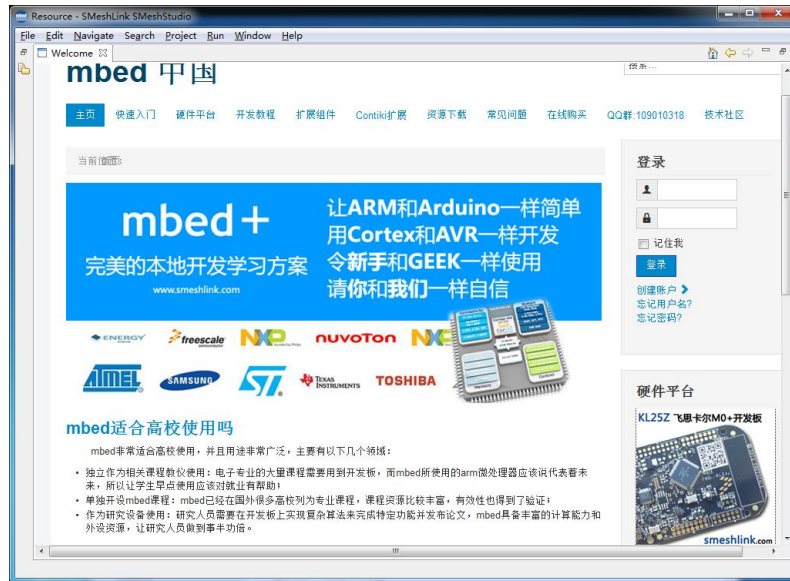 Resource - SMeshLink SMeshStudio
File Edit Navigate Search Project Run Window Help
Welcome
mbed 中国
搜索...
主页 快速入门 硬件平台 开发教程 扩展组件 Contiki扩展 资源下载 常见问题 在线购买 QQ群:109010318 技术社区
mbed+
完美的本地开发学习方案
www.smeshlink.com
让ARM和Arduino一样简单
用Cortex和AVR一样开发
令新手和GEEK一样使用
请你和我们一样自信
ENERGY freescale NXP nuvoTon NXP
ATMEL SAMSUNG ST TEXAS INSTRUMENTS TOSHIBA
mbed适合高校使用吗
mbed非常适合高校使用，并且用途非常广泛，主要有以下几个领域：
• 独立作为相关课程教仪使用：电子专业的大量课程需要用到开发板，而mbed所使用的arm微处理器应该说代表着未
来，所以让学生早点使用应该对就业有帮助；
• 单独开设mbed课程：mbed已经在国外很多高校列为专业课程，课程资源比较丰富，有效性也得到了验证；
• 作为研究设备使用：研究人员需要在开发板上实现复杂算法来完成特定功能并发布论文，mbed具备丰富的计算能力和
外设资源，让研究人员做到事半功倍。
登录
记住我
登录
创建账户
忘记用户名?
忘记密码?
硬件平台
KL25Z 飞思卡尔M0+开发板
smeshlink.com